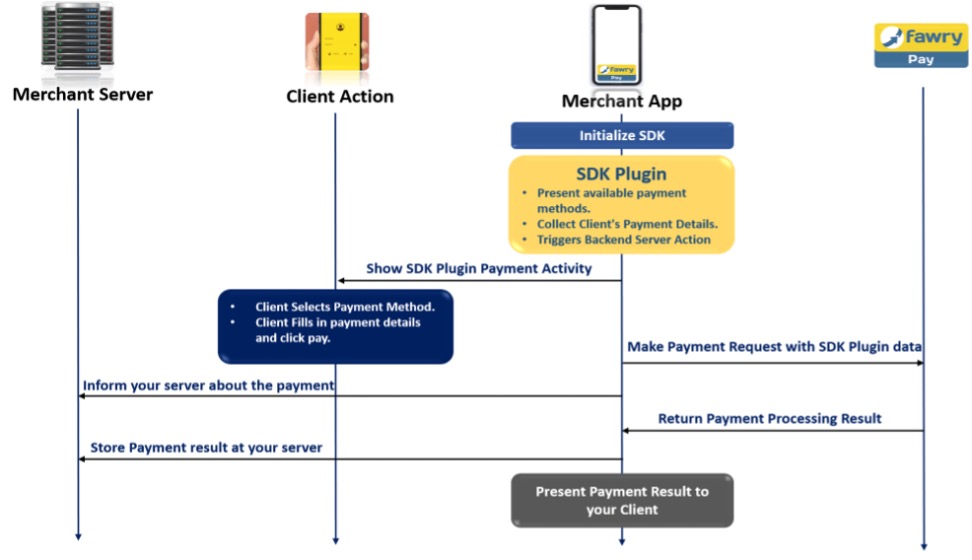 fawry
Pay
fawry
Pay
Merchant Server
Client Action
Merchant App
Initialize SDK
SDK Plugin
• Present available payment
methods.
• Collect Client's Payment Details.
• Triggers Backend Server Action
Show SDK Plugin Payment Activity
• Client Selects Payment Method.
• Client Fills in payment details
and click pay.
Make Payment Request with SDK Plugin data
Inform your server about the payment
Return Payment Processing Result
Store Payment result at your server
Present Payment Result to
your Client